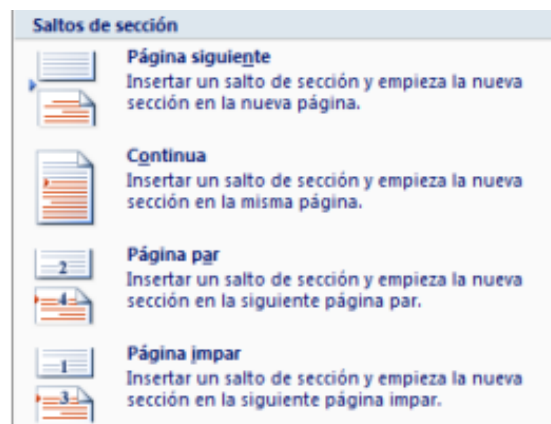 Saltos de sección
Página siguiente
Insertar un salto de sección y empieza la nueva
sección en la nueva página.
Continua
Insertar un salto de sección y empieza la nueva
sección en la misma página.
2
Página par
4
Insertar un salto de sección y empieza la nueva
sección en la siguiente página par.
1
Página impar
3
Insertar un salto de sección y empieza la nueva
sección en la siguiente página impar.